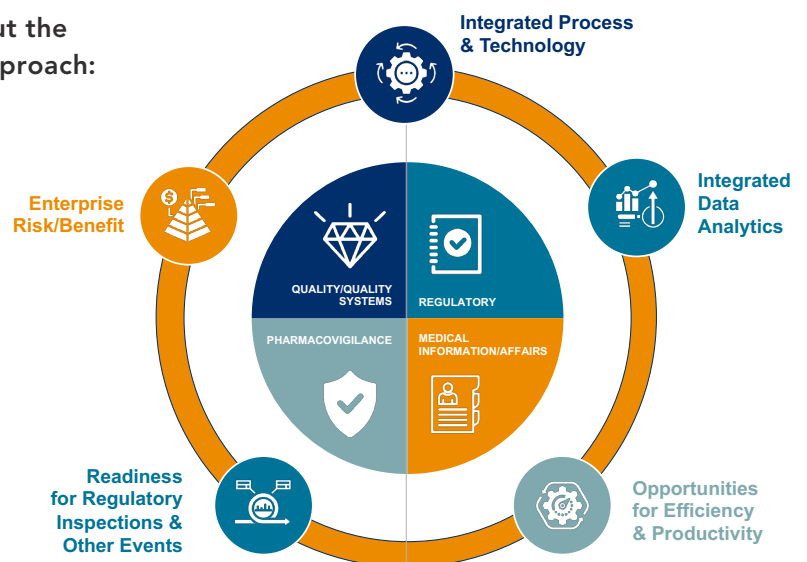 ut the
proach:
Integrated Process
& Technology
Integrated
Data
Analytics
Enterprise
Risk/Benefit
QUALITY/QUALITY
SYSTEMS
REGULATORY
PHARMACOVIGILANCE
MEDICAL
INFORMATION/AFFAIRS
Readiness
for Regulatory
Inspections &
Other Events
Opportunities
for Efficiency
& Productivity